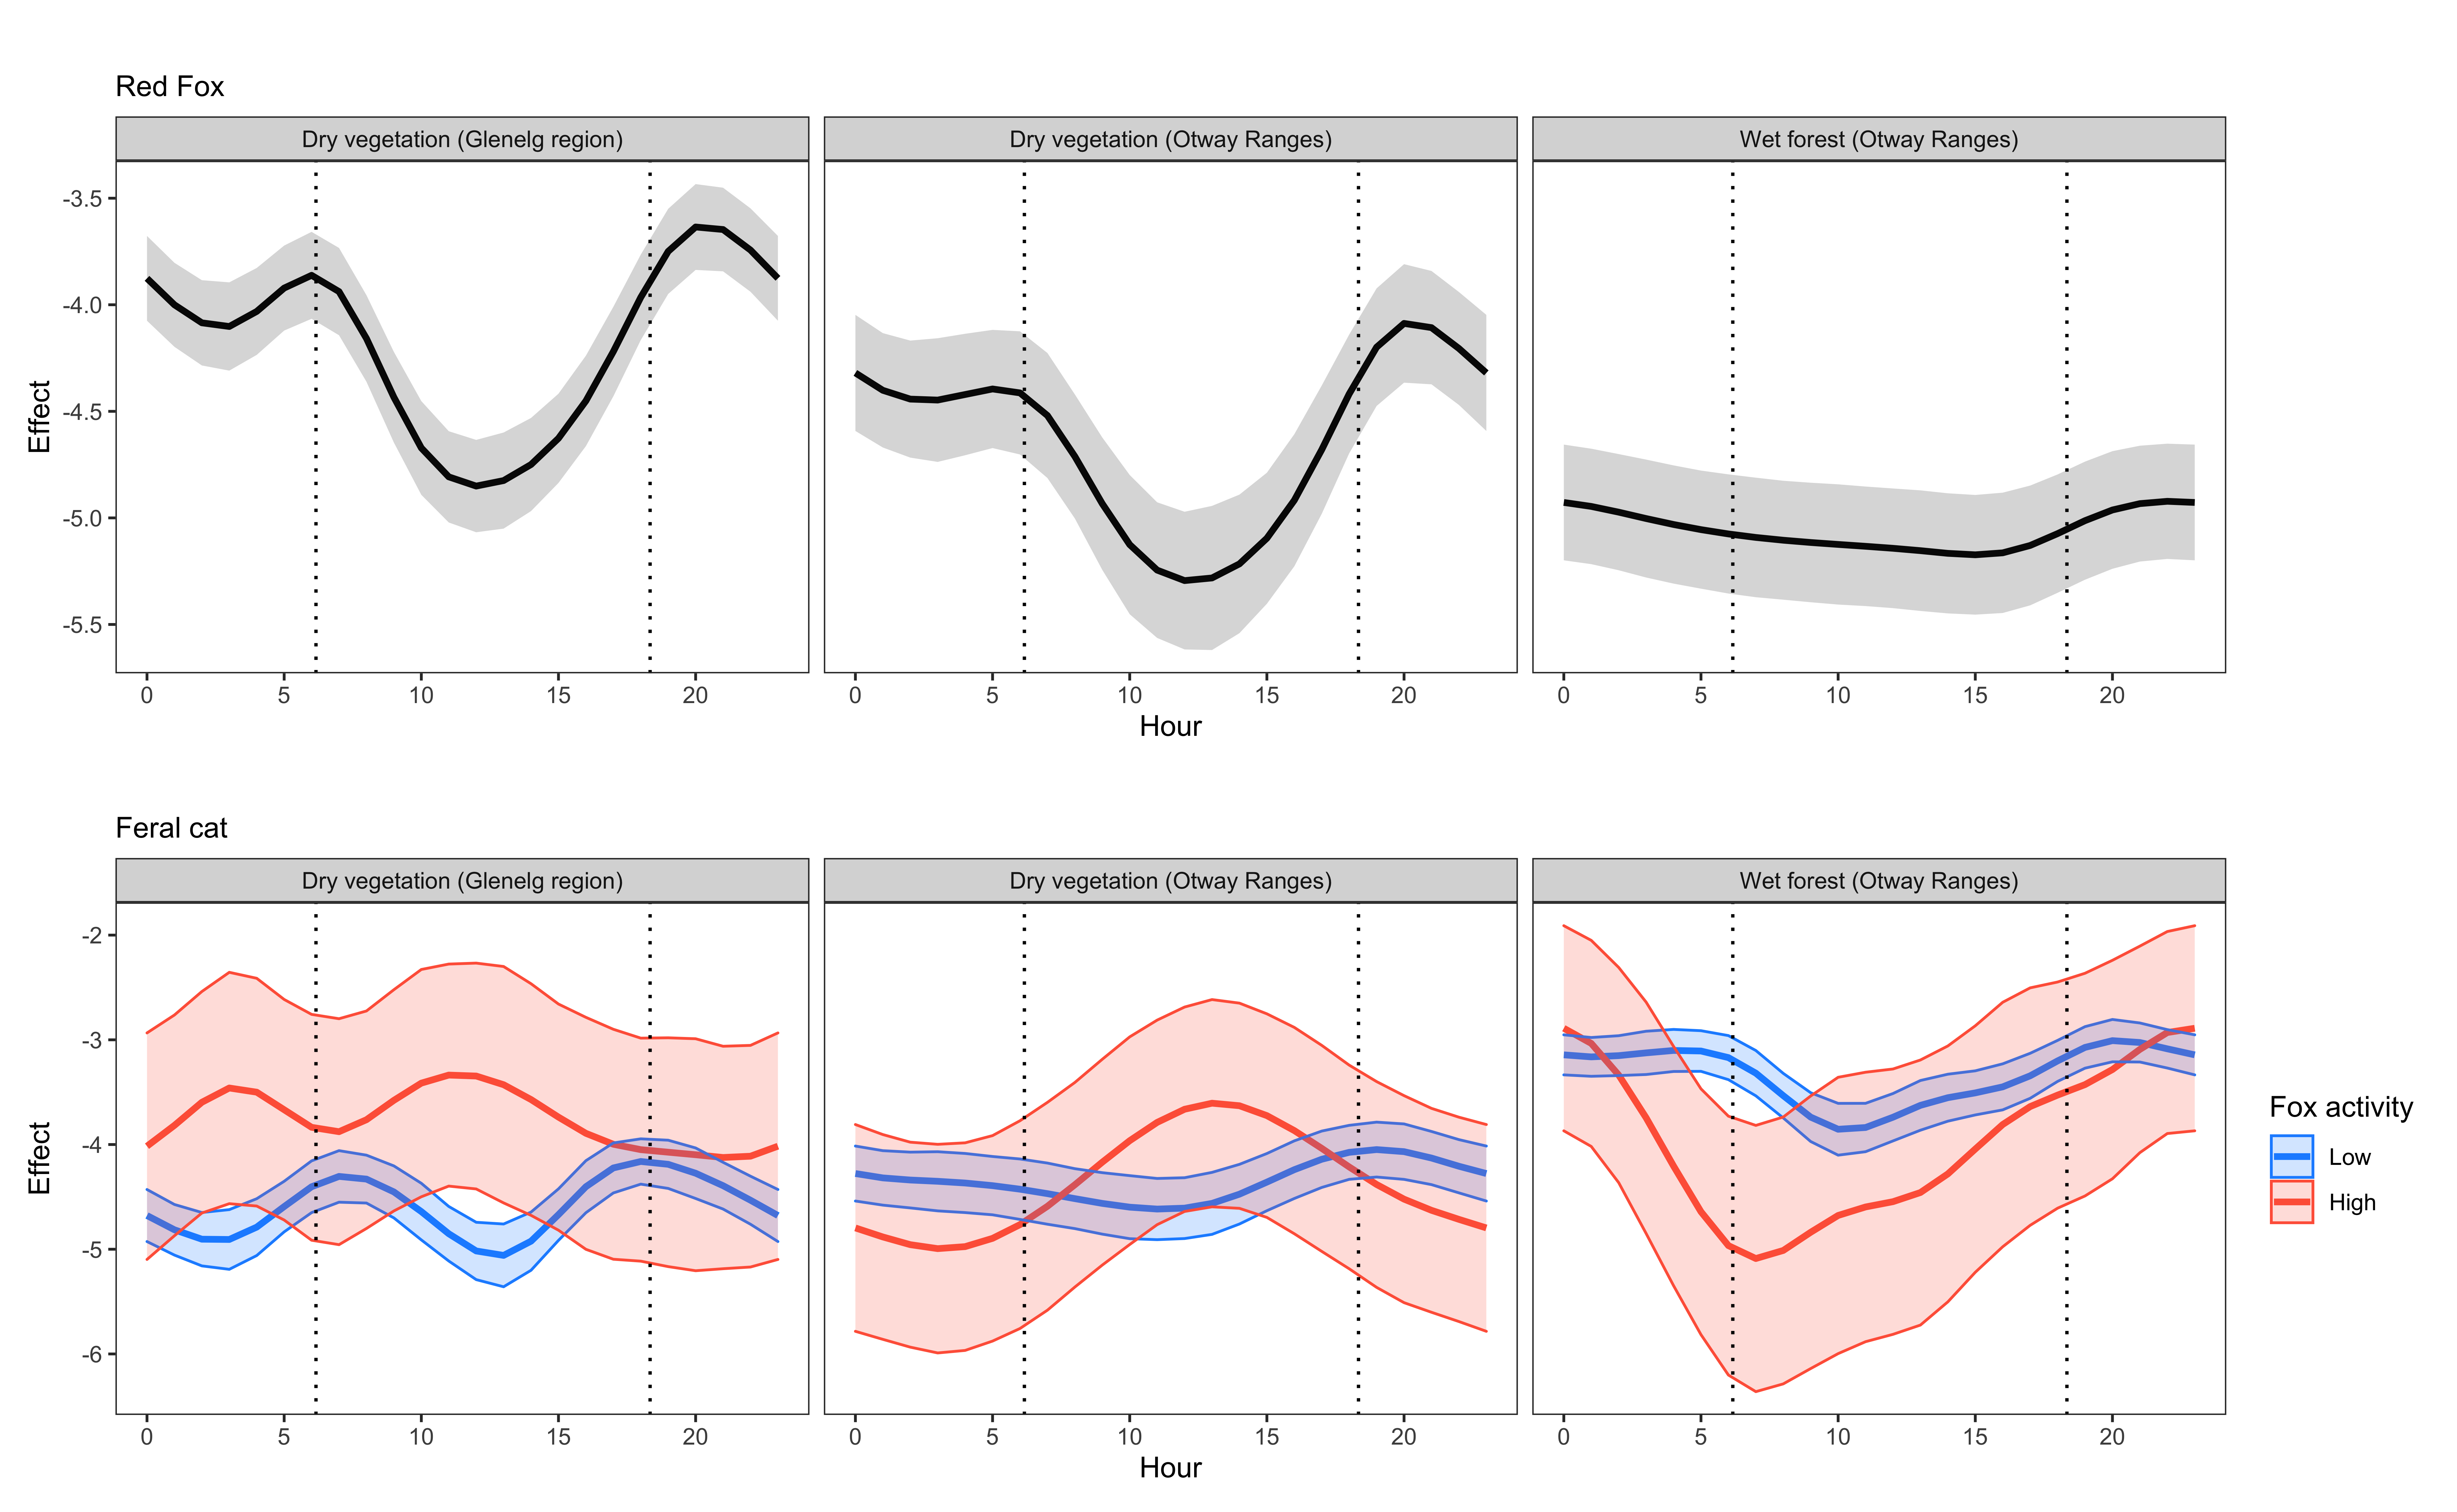 Red Fox
Dry vegetation (Glenelg region)
Dry vegetation (Otway Ranges)
Wet forest (Otway Ranges)
Effect
-3.5
-4.0
-4.5
-5.0
-5.5
0 5 10 15 20
0 5 10 15 20
0 5 10 15 20
Hour
Feral cat
Dry vegetation (Glenelg region)
Dry vegetation (Otway Ranges)
Wet forest (Otway Ranges)
Effect
-2
-3
-4
-5
-6
0 5 10 15 20
0 5 10 15 20
0 5 10 15 20
Hour
Fox activity
Low
High